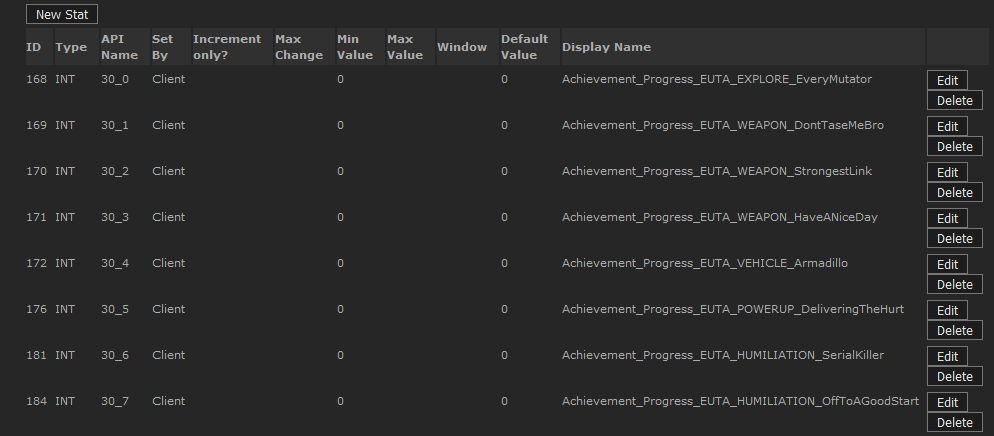 New Stat
ID Type API Name Set By Increment only? Max Change Min Value Max Value Window Default Value Display Name
168 INT 30_0 Client 0 0 Achievement_Progress_EUTA_EXPLORE_EveryMutator Edit
Delete
169 INT 30_1 Client 0 0 Achievement_Progress_EUTA_WEAPON_DontTaseMeBro Edit
Delete
170 INT 30_2 Client 0 0 Achievement_Progress_EUTA_WEAPON_StrongestLink Edit
Delete
171 INT 30_3 Client 0 0 Achievement_Progress_EUTA_WEAPON_HaveANiceDay Edit
Delete
172 INT 30_4 Client 0 0 Achievement_Progress_EUTA_VEHICLE_Armadillo Edit
Delete
176 INT 30_5 Client 0 0 Achievement_Progress_EUTA_POWERUP_DeliveringTheHurt Edit
Delete
181 INT 30_6 Client 0 0 Achievement_Progress_EUTA_HUMILIATION_SerialKiller Edit
Delete
184 INT 30_7 Client 0 0 Achievement_Progress_EUTA_HUMILIATION_OffToAGoodStart Edit
Delete